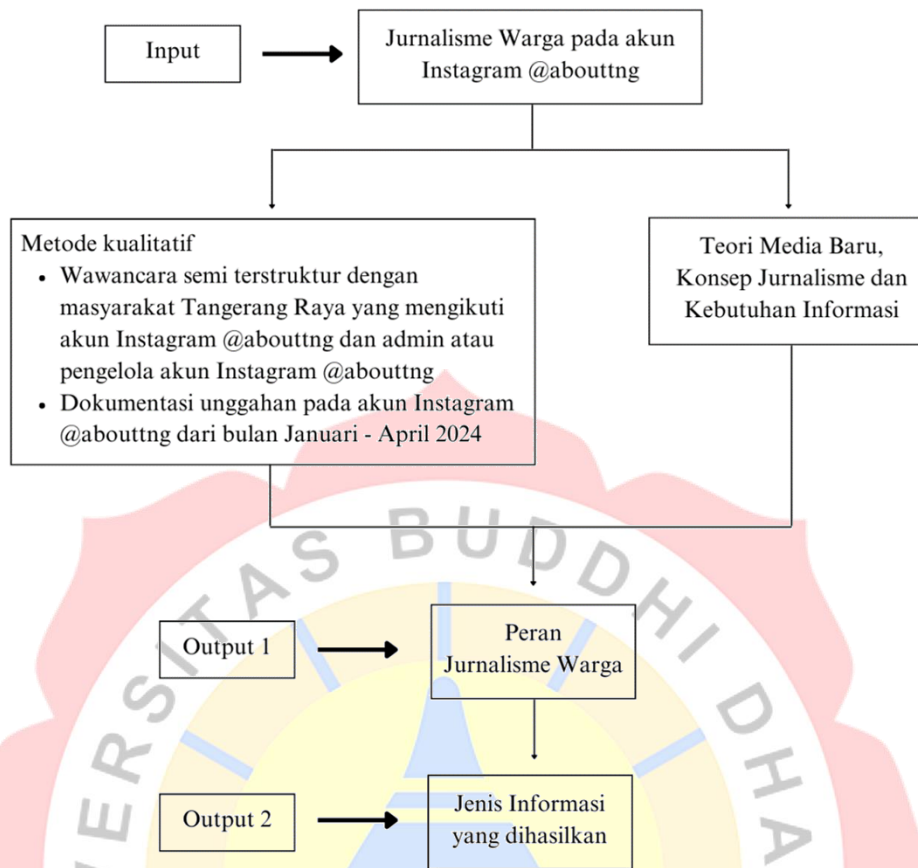 Input
Jurnalisme Warga pada akun
Instagram @abouttng
Metode kualitatif
• Wawancara semi terstruktur dengan
masyarakat Tangerang Raya yang mengikuti
akun Instagram @abouttng dan admin atau
pengelola akun Instagram @abouttng
• Dokumentasi unggahan pada akun Instagram
@abouttng dari bulan Januari - April 2024
Teori Media Baru,
Konsep Jurnalisme dan
Kebutuhan Informasi
Output 1
Peran
Jurnalisme Warga
Output 2
Jenis Informasi
yang dihasilkan
VERSITAS BUDDHI DHA